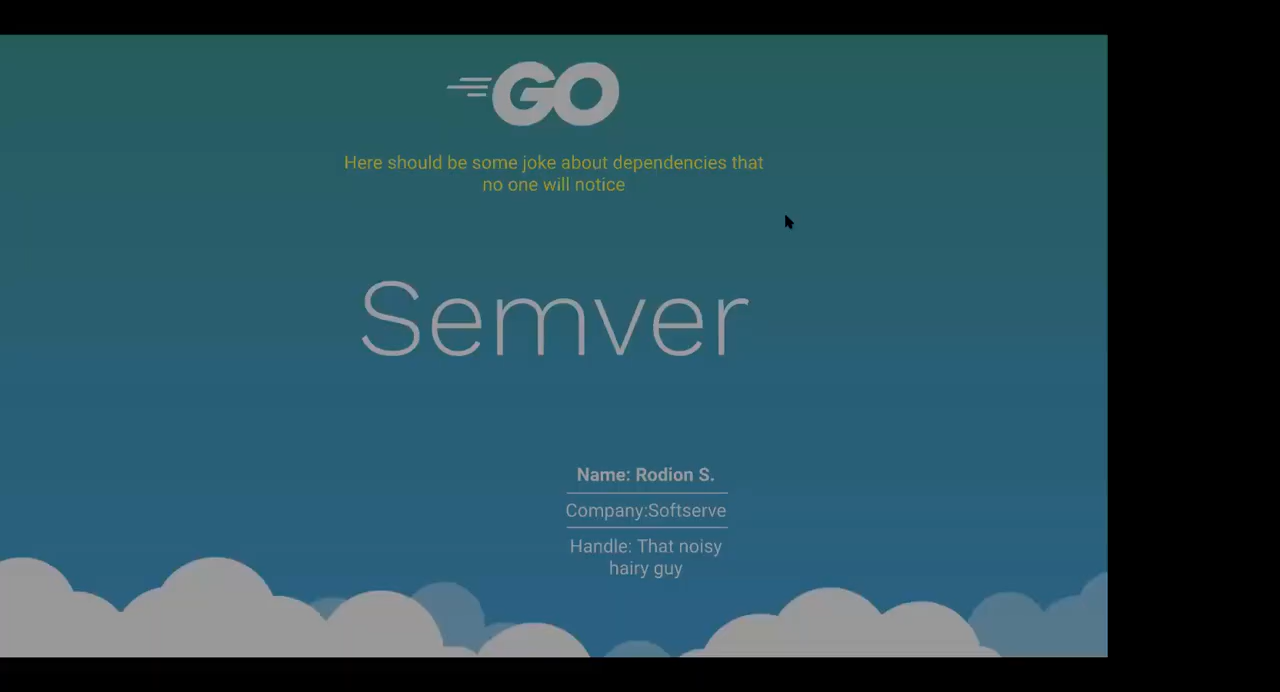 GO
Here should be some joke about dependencies that
no one will notice
Semver
Name: Rodion S.
Company:Softserve
Handle: That noisy
hairy guy